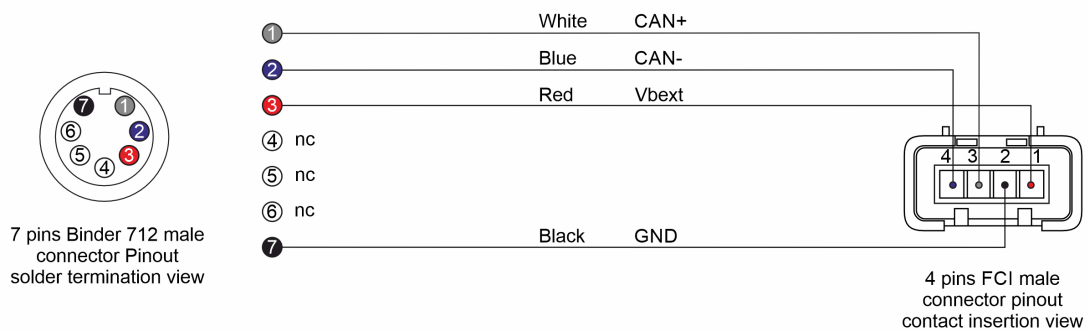 1 White CAN+
2 Blue CAN-
3 Red Vbext
4 nc
5 nc
6 nc
7 Black GND
7 1
6 2
5 3
4
7 pins Binder 712 male
connector Pinout
solder termination view
4 3 2 1
4 pins FCI male
connector pinout
contact insertion view